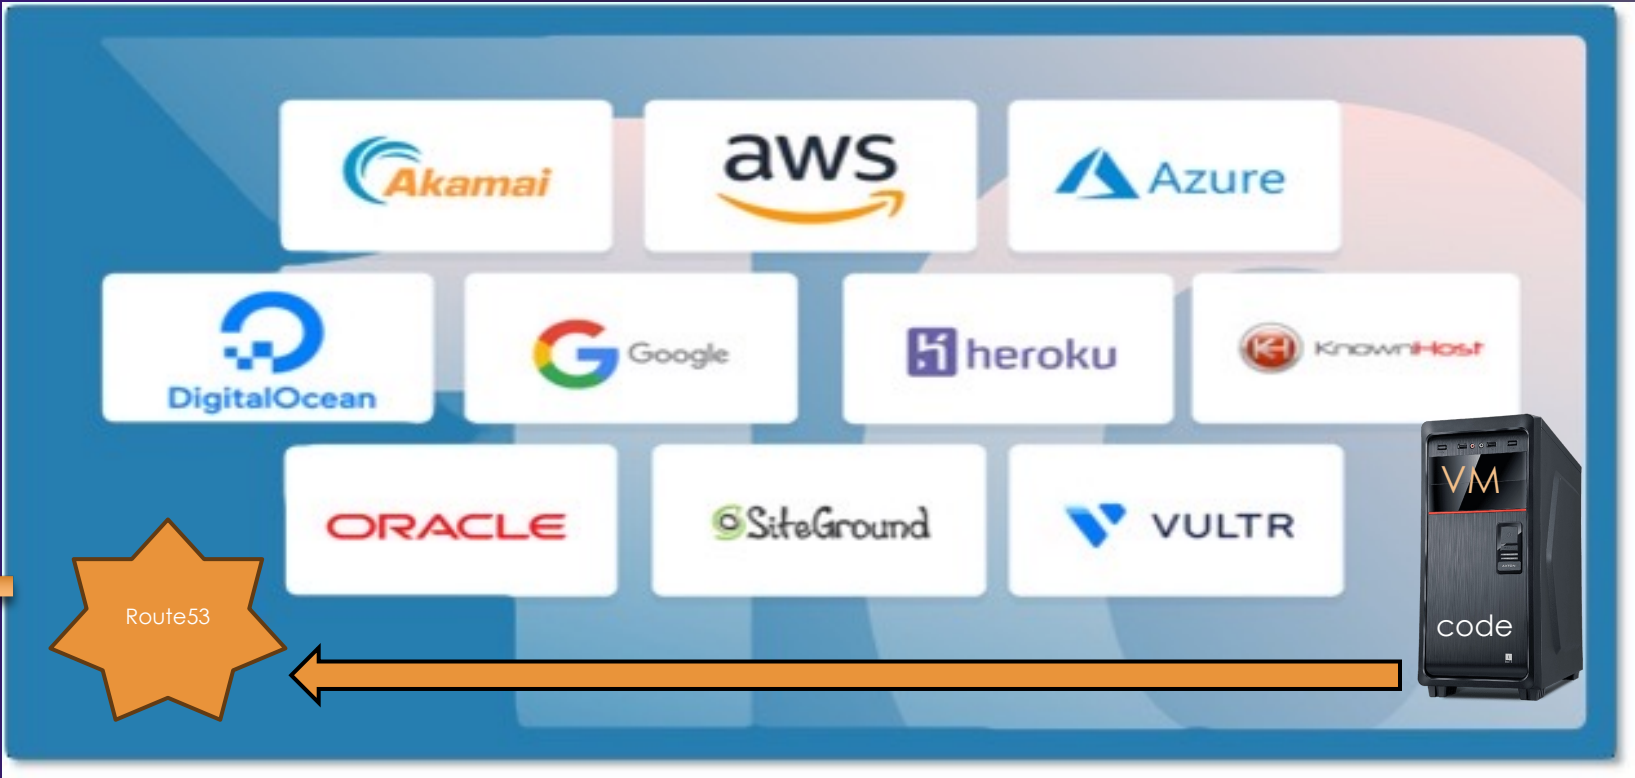 Akamai
aws
Azure
DigitalOcean
Google
heroku
KnownHost
ORACLE
SiteGround
VULTR
VM
code
Route53